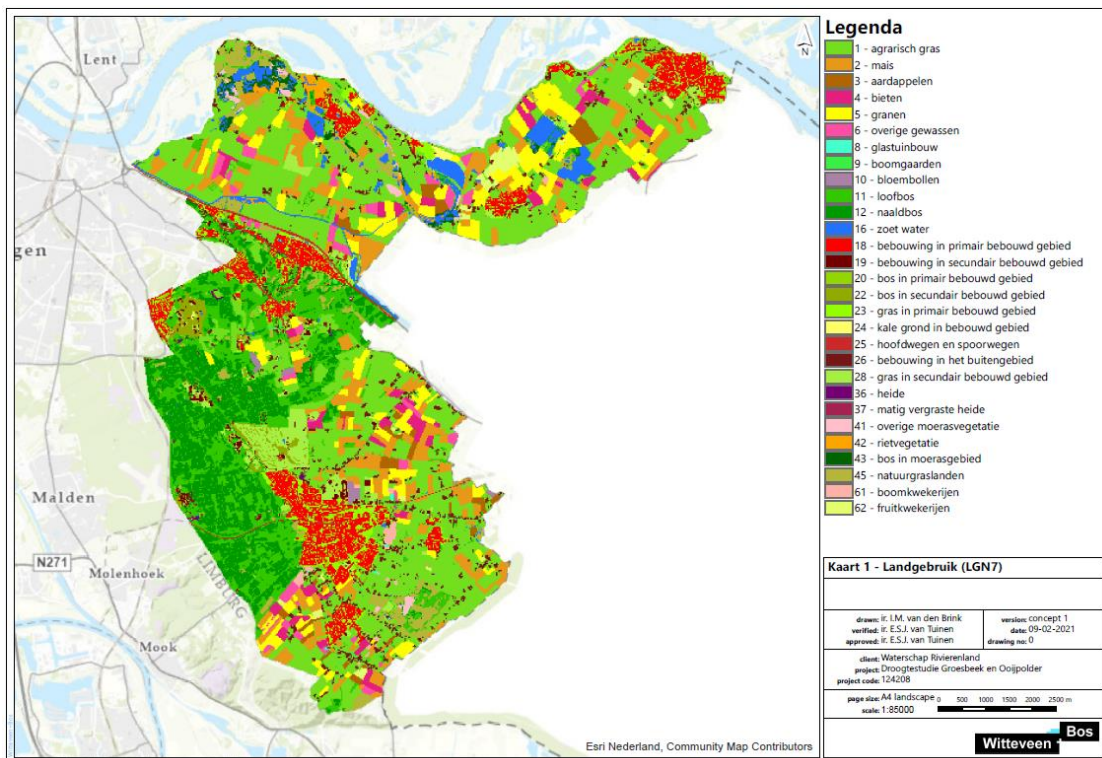 Lent
gen
Malden
N271
Molenhoek
LIMBURG
Mook
N
Esri Nederland, Community Map Contributors
Witteveen+Bos
Legenda
1 - agrarisch gras
2 - mais
3 - aardappelen
4 - bieten
5 - granen
6 - overige gewassen
8 - glastuinbouw
9 - boomgaarden
10 - bloembollen
11 - loofbos
12 - naaldbos
16 - zoet water
18 - bebouwing in primair bebouwd gebied
19 - bebouwing in secundair bebouwd gebied
20 - bos in primair bebouwd gebied
22 - bos in secundair bebouwd gebied
23 - gras in primair bebouwd gebied
24 - kale grond in bebouwd gebied
25 - hoofdwegen en spoorwegen
26 - bebouwing in het buitengebied
28 - gras in secundair bebouwd gebied
36 - heide
37 - matig vergraste heide
41 - overige moerasvegetatie
42 - rietvegetatie
43 - bos in moerasgebied
45 - natuurgraslanden
61 - boomkwekerijen
62 - fruitkwekerijen
Kaart 1 - Landgebruik (LGN7)
drawn: ir. I.M. van den Brink version: concept 1
verified: ir. E.S.J. van Tuinen date: 09-02-2021
approved: ir. E.S.J. van Tuinen drawing no: 0
client: Waterschap Rivierenland
project: Droogtestudie Groesbeek en Ooijpolder
project code: 124208
page size: A4 landscape 0 500 1000 1500 2000 2500 m
scale: 1:85000
Witteveen + Bos